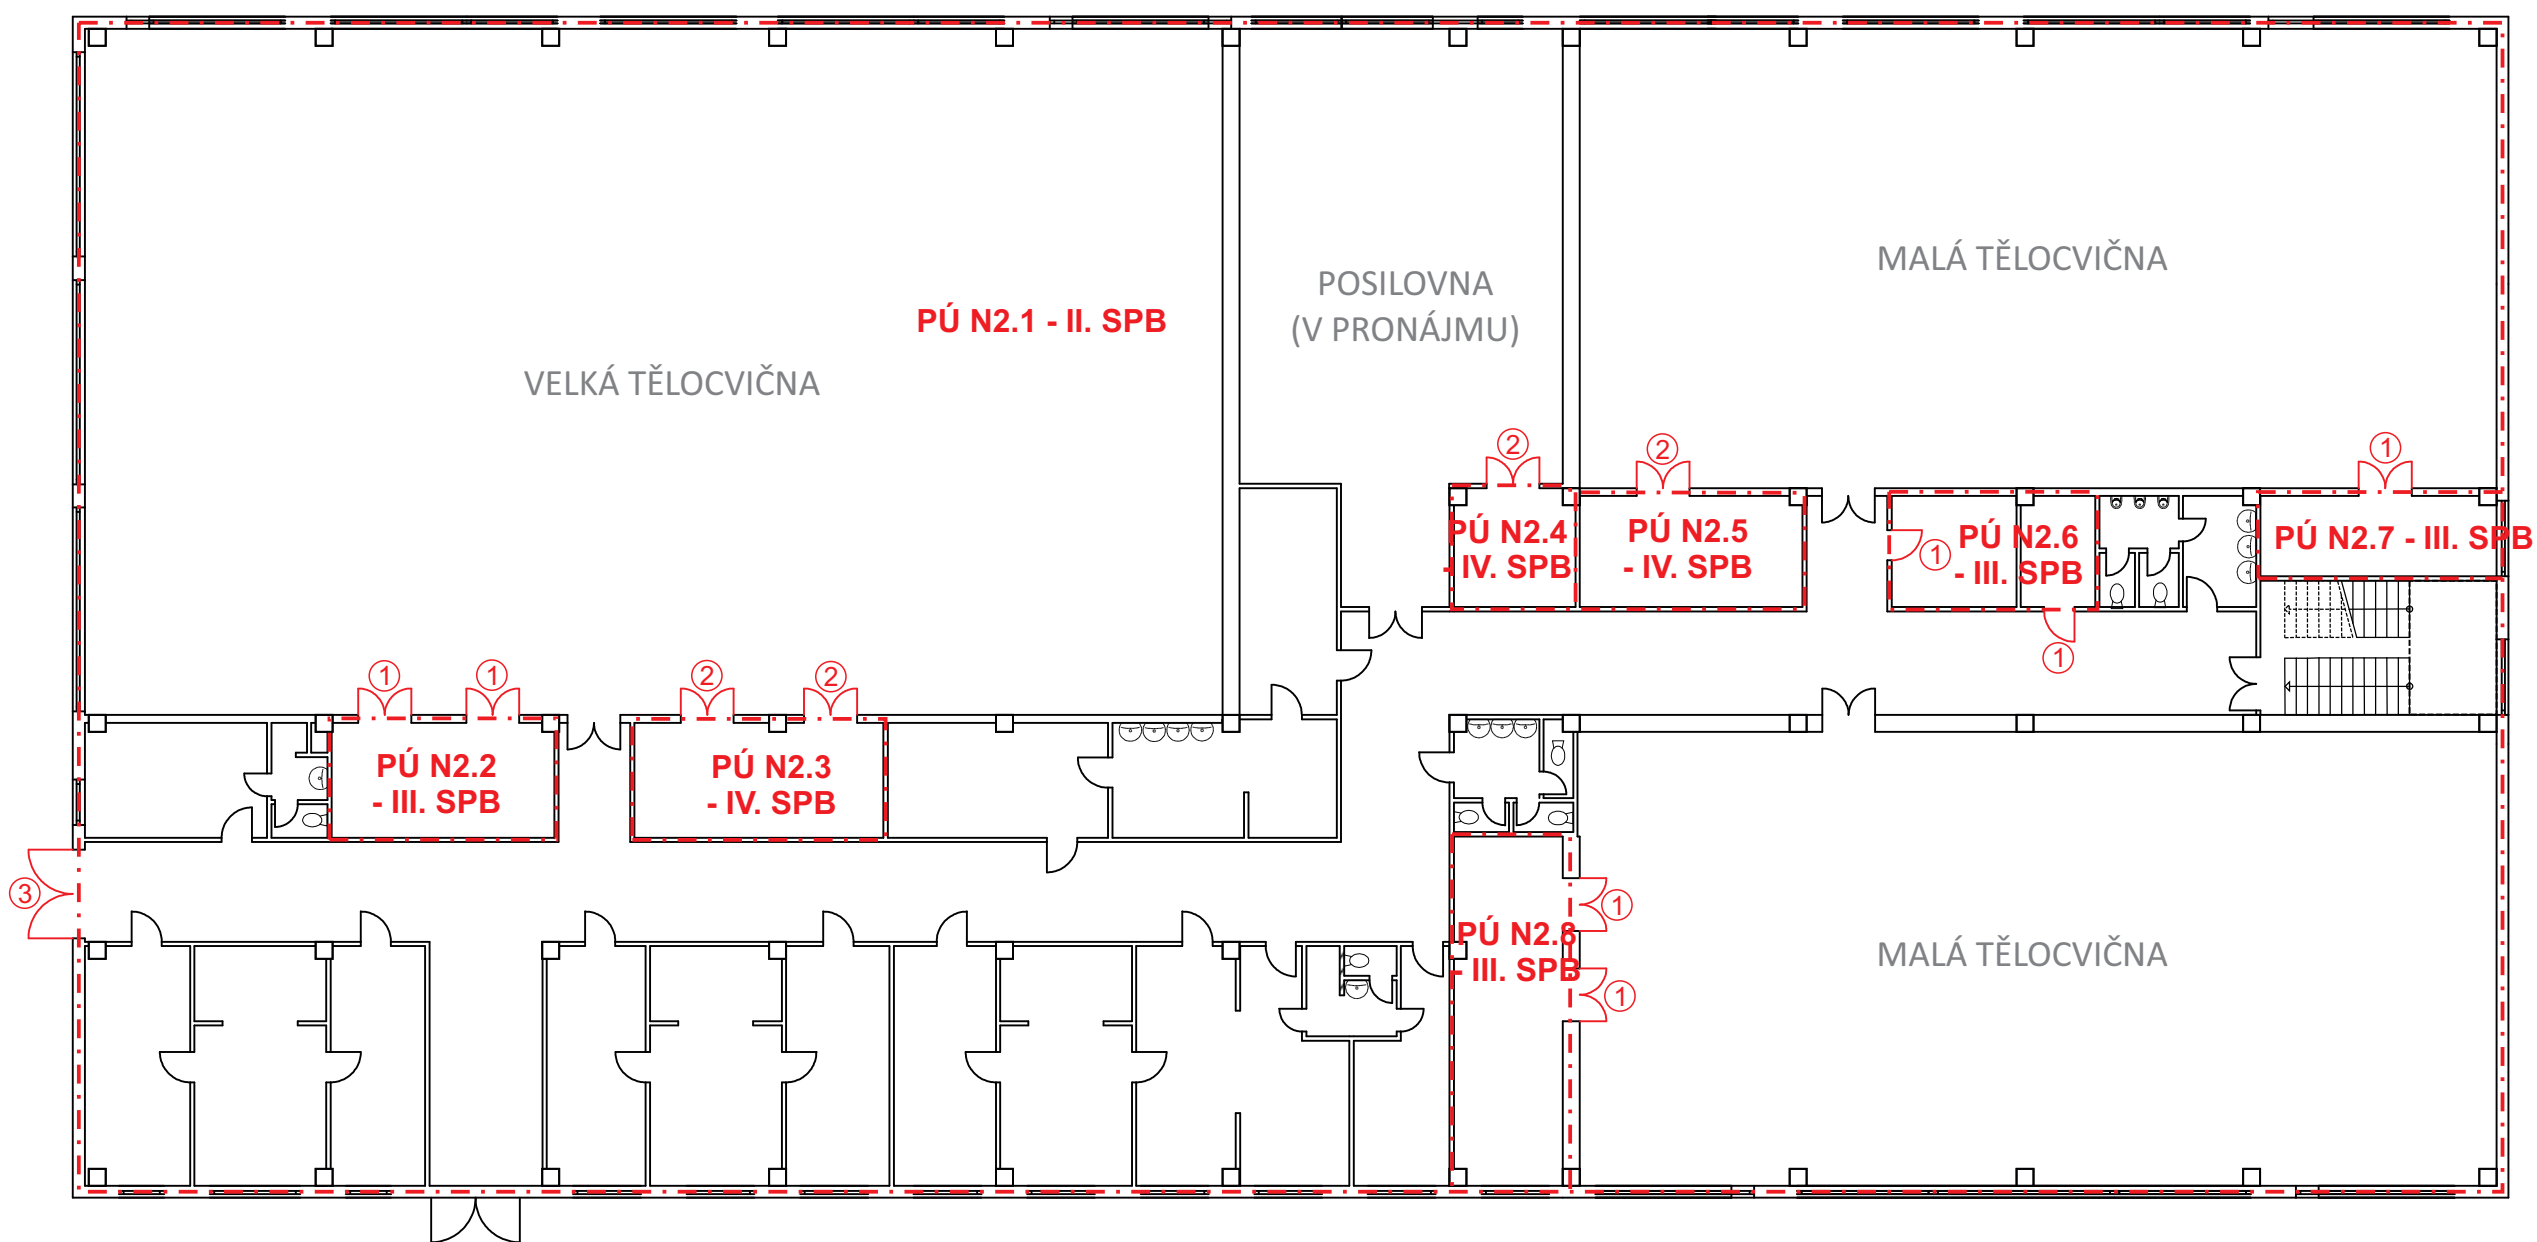 MALÁ TĚLOCVIČNA
POSILOVNA
(V PRONÁJMU)
PÚ N2.1 - II. SPB
VELKÁ TĚLOCVIČNA
2
2
1
PÚ N2.4
- IV. SPB
PÚ N2.5
- IV. SPB
1
PÚ N2.6
- III. SPB
PÚ N2.7 - III. SPB
1
1
1
2
2
PÚ N2.2
- III. SPB
PÚ N2.3
- IV. SPB
3
1
PÚ N2.8
- III. SPB
1
MALÁ TĚLOCVIČNA